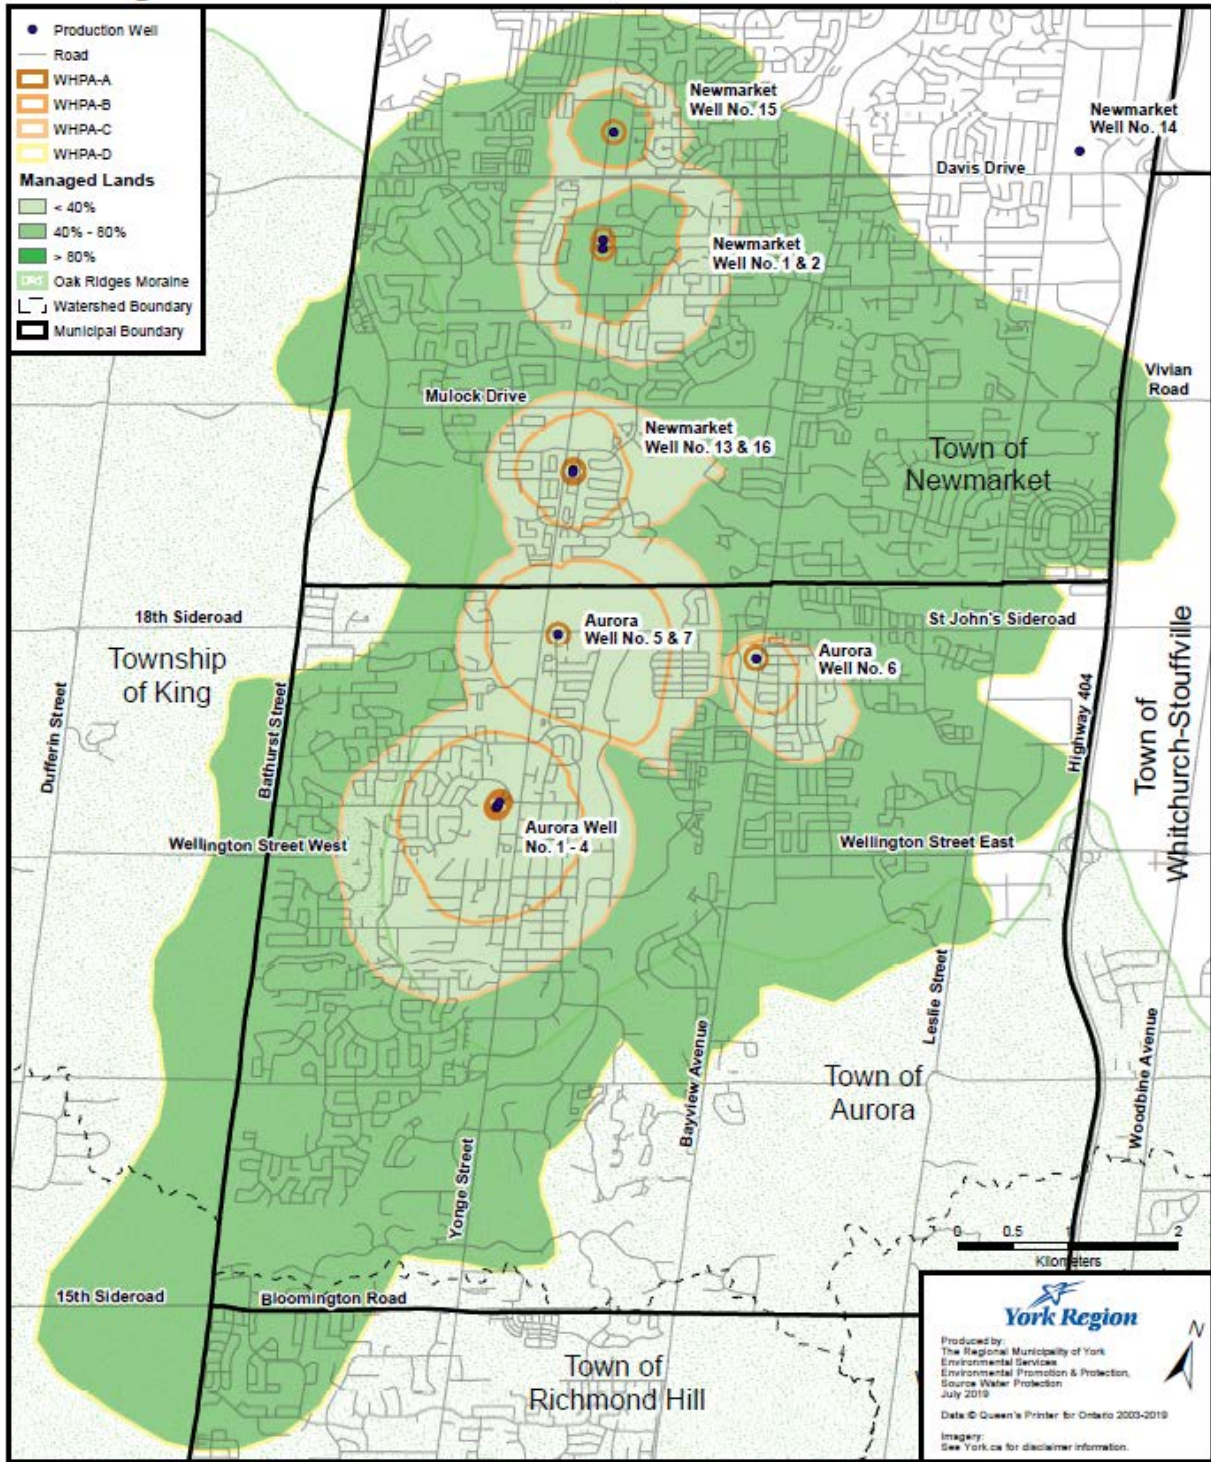 Production Well
Road
WHPA-A
WHPA-B
WHPA-C
WHPA-D
Managed Lands
< 40%
40% - 80%
> 80%
Oak Ridges Moraine
Watershed Boundary
Municipal Boundary
Newmarket
Well No. 15
Newmarket
Well No. 14
Davis Drive
Newmarket
Well No. 1 & 2
Vivian
Road
Mulock Drive
Newmarket
Well No. 13 & 16
Town of
Newmarket
18th Sideroad
Aurora
Well No. 5 & 7
St John's Sideroad
Township
of King
Aurora
Well No. 6
Dufferin Street
Bathurst Street
Highway 404
Town of
Whitchurch-Stouffville
Wellington Street West
Aurora Well
No. 1 - 4
Wellington Street East
Leslie Street
Bayview Avenue
Town of
Aurora
Woodbine Avenue
Yonge Street
0 0.5 1 2
Kilometers
15th Sideroad
Bloomington Road
Town of
Richmond Hill
York Region
N
Produced by:
The Regional Municipality of York
Environmental Services
Environmental Promotion & Protection,
Source Water Protection
July 2019
Data © Queen's Printer for Ontario 2003-2019
Imagery:
See York.ca for disclaimer information.